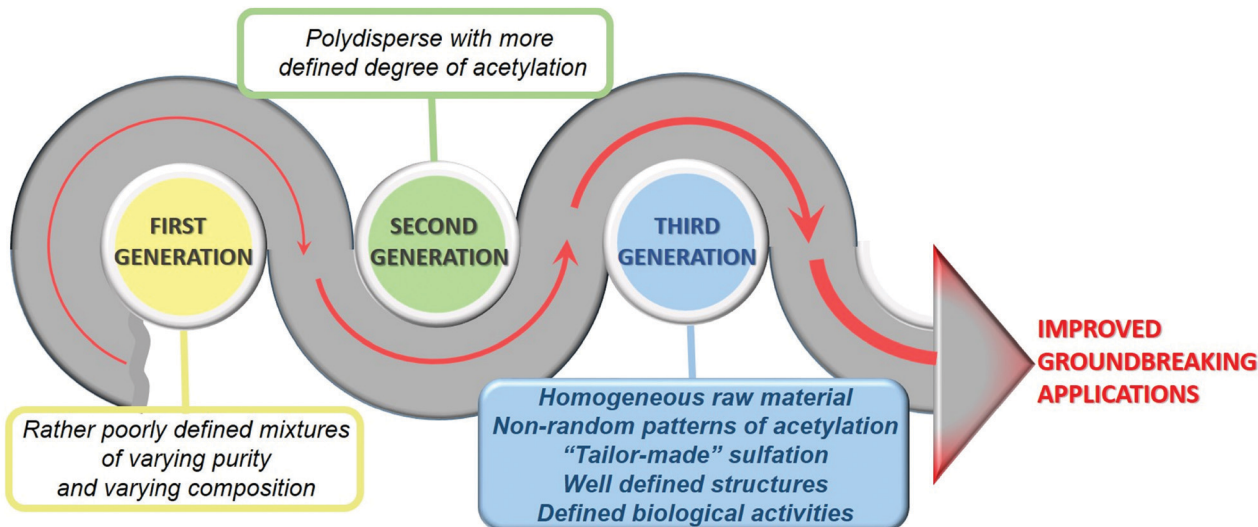 Polydisperse with more
defined degree of acetylation
FIRST
GENERATION
SECOND
GENERATION
THIRD
GENERATION
IMPROVED
GROUNDBREAKING
APPLICATIONS
Rather poorly defined mixtures
of varying purity
and varying composition
Homogeneous raw material
Non-random patterns of acetylation
“Tailor-made” sulfation
Well defined structures
Defined biological activities